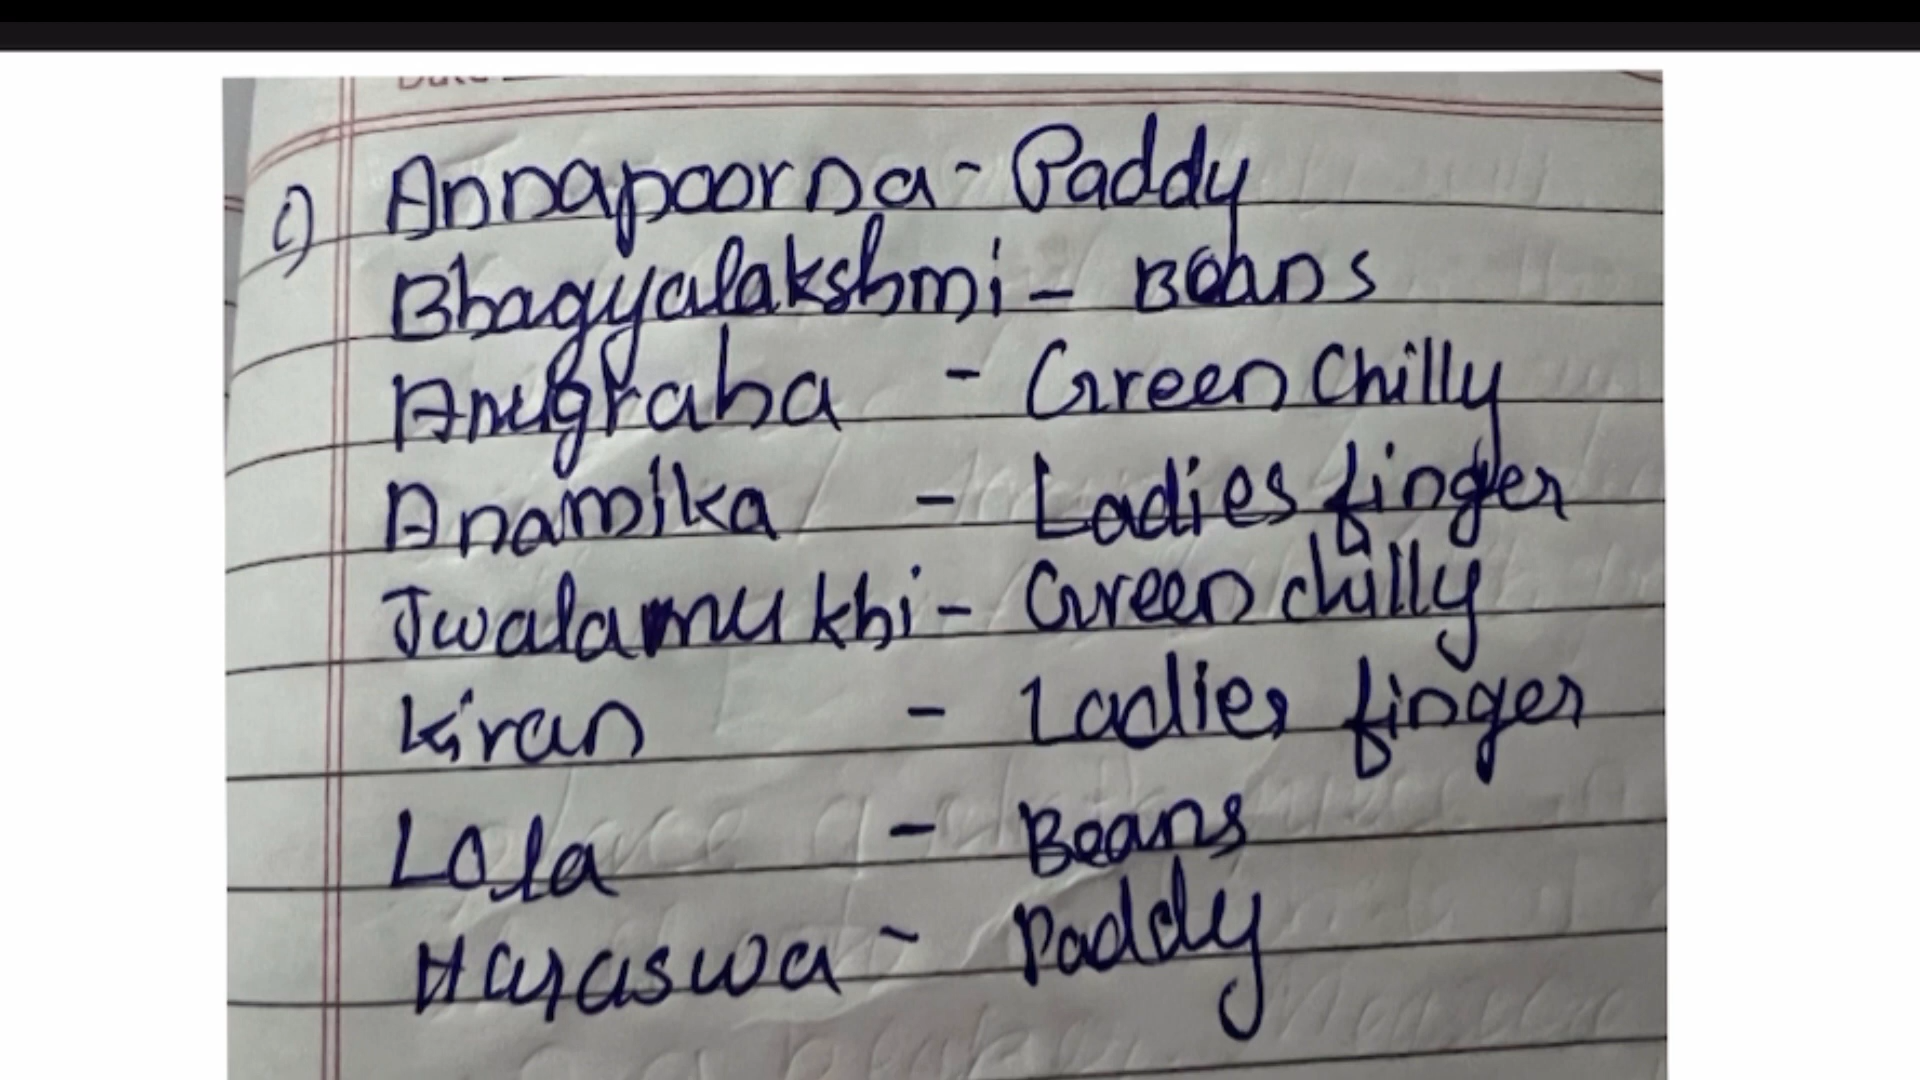 c) Annapoorna - Paddy
Bhagyalakshmi - Beans
Anugraha - Green Chilly
Anamika - Ladies finger
Jwalamukhi - Green chilly
Kiran - Ladies finger
Lola - Beans
Haraswa - Paddy